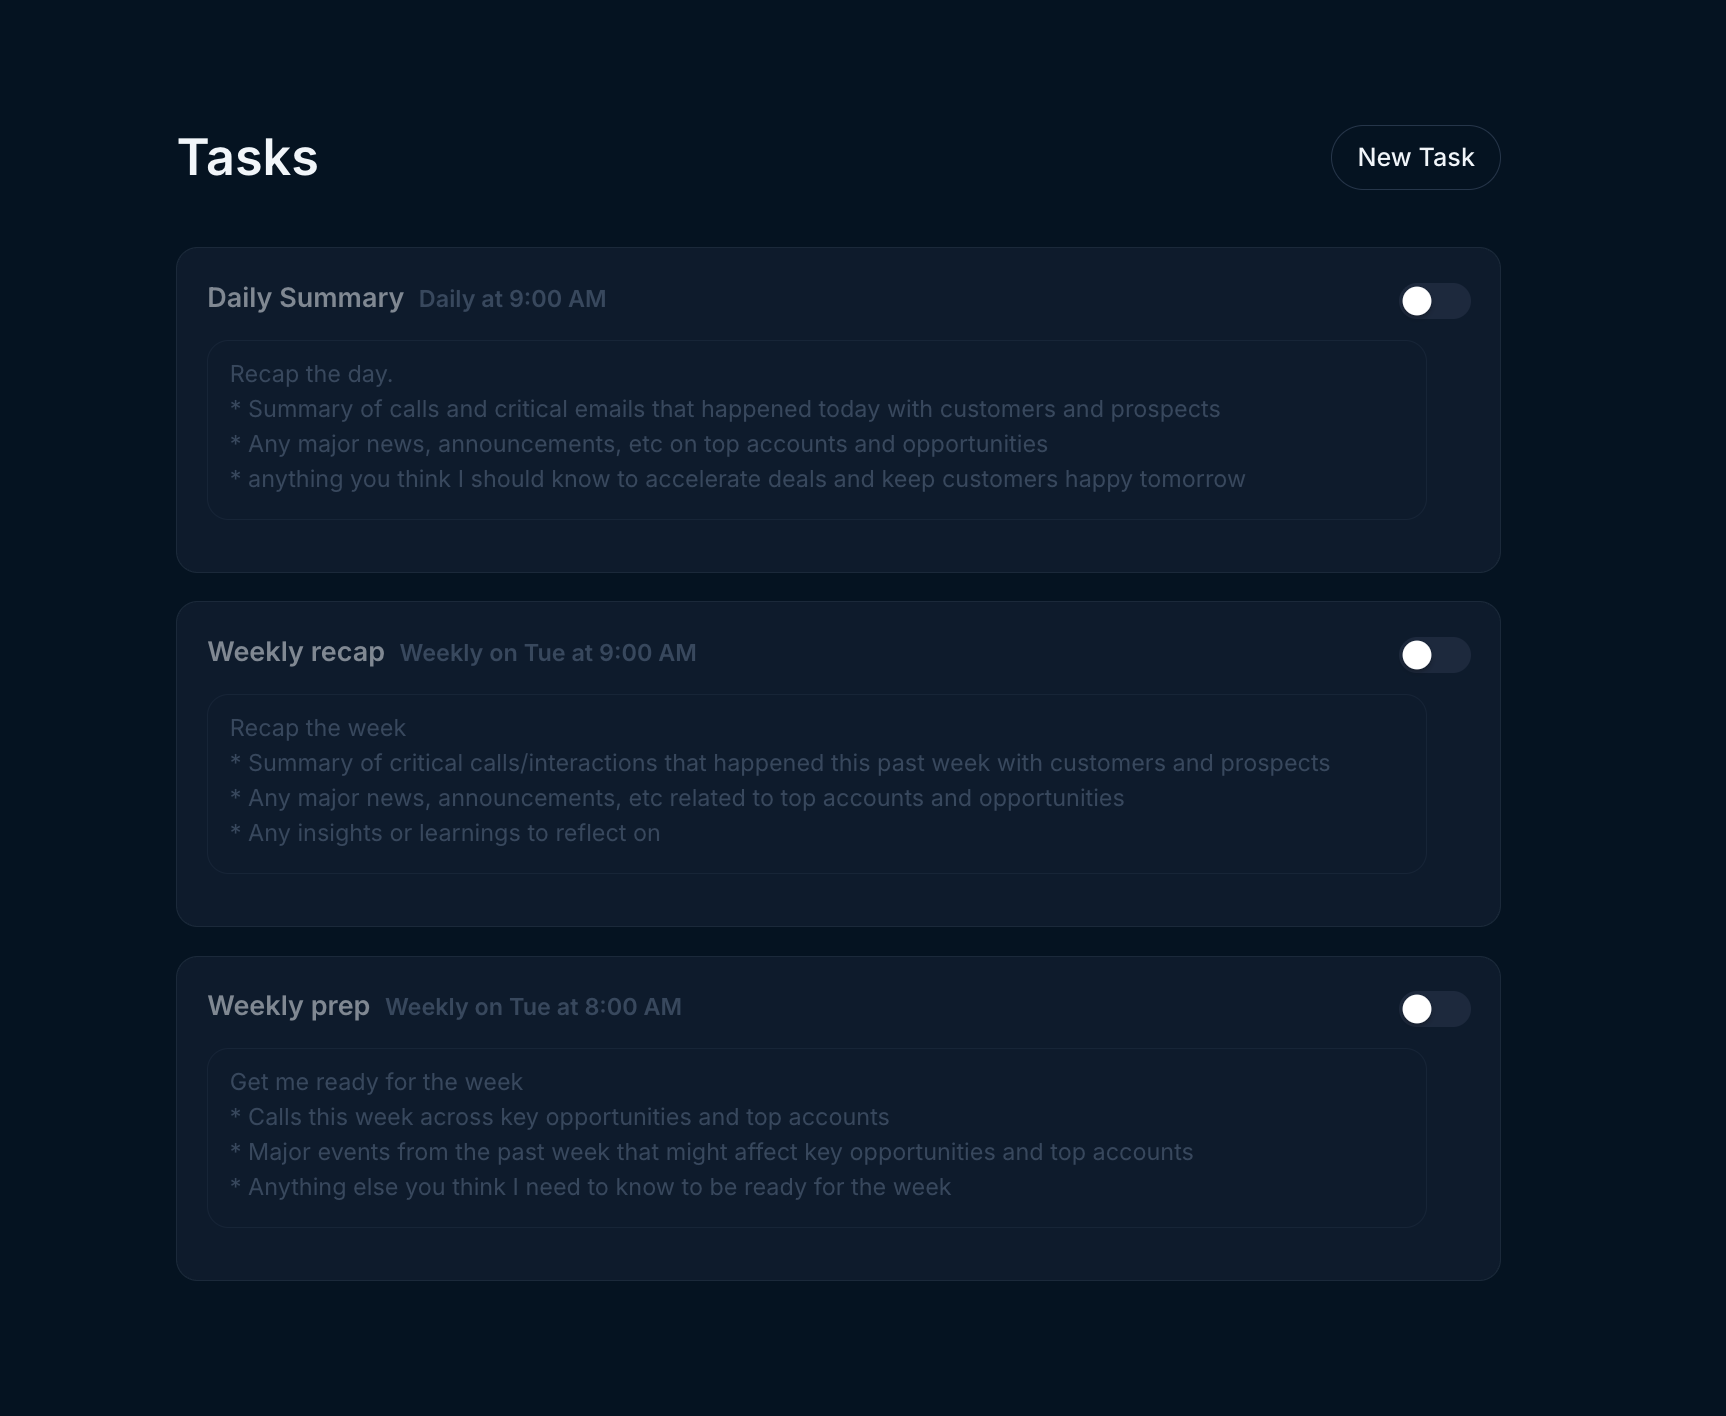 Tasks
New Task
Daily Summary Daily at 9:00 AM
Recap the day.
* Summary of calls and critical emails that happened today with customers and prospects
* Any major news, announcements, etc on top accounts and opportunities
* anything you think I should know to accelerate deals and keep customers happy tomorrow
Weekly recap Weekly on Tue at 9:00 AM
Recap the week
* Summary of critical calls/interactions that happened this past week with customers and prospects
* Any major news, announcements, etc related to top accounts and opportunities
* Any insights or learnings to reflect on
Weekly prep Weekly on Tue at 8:00 AM
Get me ready for the week
* Calls this week across key opportunities and top accounts
* Major events from the past week that might affect key opportunities and top accounts
* Anything else you think I need to know to be ready for the week